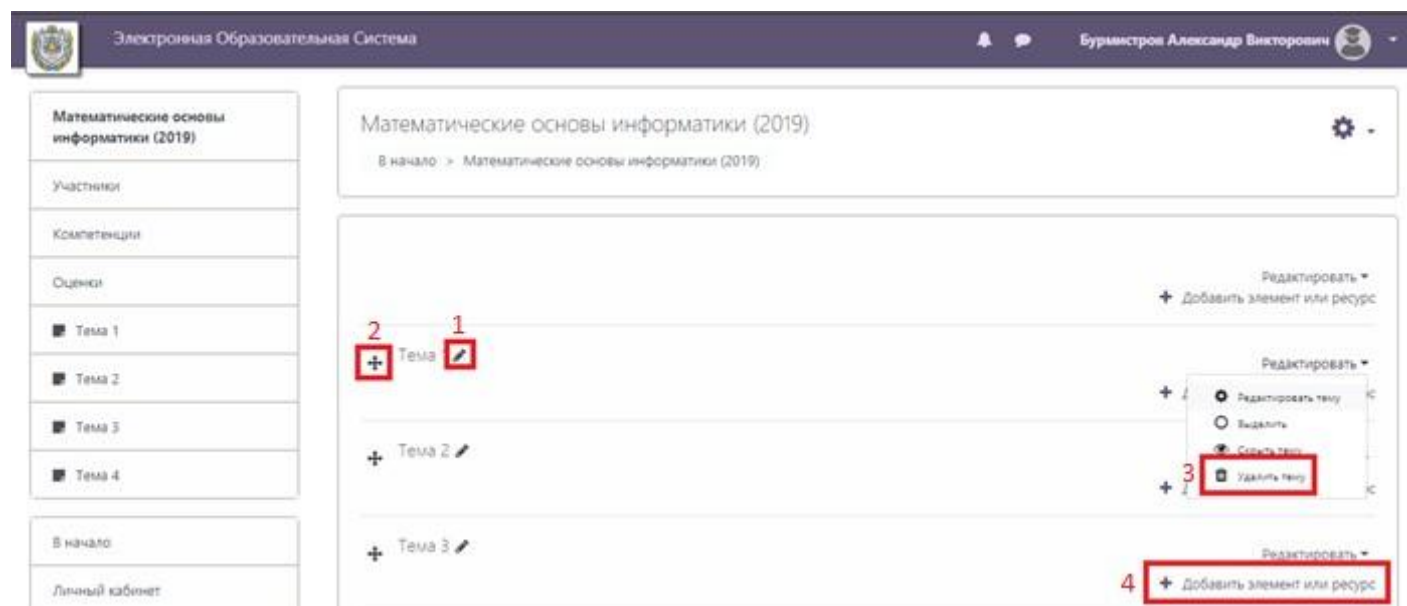 Электронная Образовательная Система
Бурмистров Александр Викторович
Математические основы
информатики (2019)
Участники
Компетенции
Оценки
Тема 1
Тема 2
Тема 3
Тема 4
В начало
Личный кабинет
Математические основы информатики (2019)
В начало > Математические основы информатики (2019)
Редактировать
Добавить элемент или ресурс
2 1
Тема
Редактировать
Редактировать тему
Выделить
Скрыть тему
3 Удалить тему
Тема 2
Тема 3
Редактировать
4 Добавить элемент или ресурс